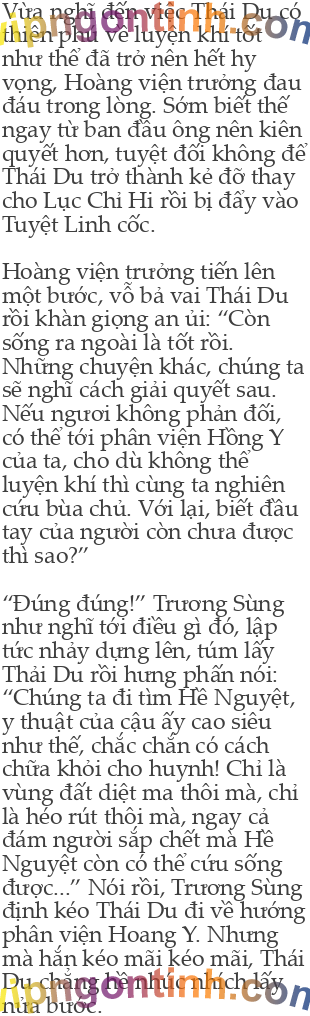 Vừa nghĩ đến việc Thái Du có
thiên phú về luyện khí tốt
như thể đã trở nên hết hy
vọng, Hoàng viện trưởng đau
đáu trong lòng. Sớm biết thế
ngay từ ban đầu ông nên kiên
quyết hơn, tuyệt đối không để
Thái Du trở thành kẻ đỡ thay
cho Lục Chỉ Hi rồi bị đẩy vào
Tuyệt Linh cốc.
Hoàng viện trưởng tiến lên
một bước, vỗ bả vai Thái Du
rồi khàn giọng an ủi: “Còn
sống ra ngoài là tốt rồi.
Những chuyện khác, chúng ta
sẽ nghĩ cách giải quyết sau.
Nếu ngươi không phản đối,
có thể tới phân viện Hồng Y
của ta, cho dù không thể
luyện khí thì cùng ta nghiên
cứu bùa chủ. Với lại, biết đâu
tay của người còn chưa được
thì sao?”
“Đúng đúng!” Trương Sùng
như nghĩ tới điều gì đó, lập
tức nhảy dựng lên, túm lấy
Thải Du rồi hưng phấn nói:
“Chúng ta đi tìm Hề Nguyệt,
y thuật của cậu ấy cao siêu
như thế, chắc chắn có cách
chữa khỏi cho huynh! Chỉ là
vùng đất diệt ma thôi mà, chỉ
là héo rút thôi mà, ngay cả
đám người sắp chết mà Hề
Nguyệt còn có thể cứu sống
được...” Nói rồi, Trương Sùng
định kéo Thái Du đi về hướng
phân viện Hoang Y. Nhưng
mà hắn kéo mãi kéo mãi, Thái
Du chẳng hề nhúc nhích lấy
nửa bước.
vipngontinh.com
vipngontinh.com